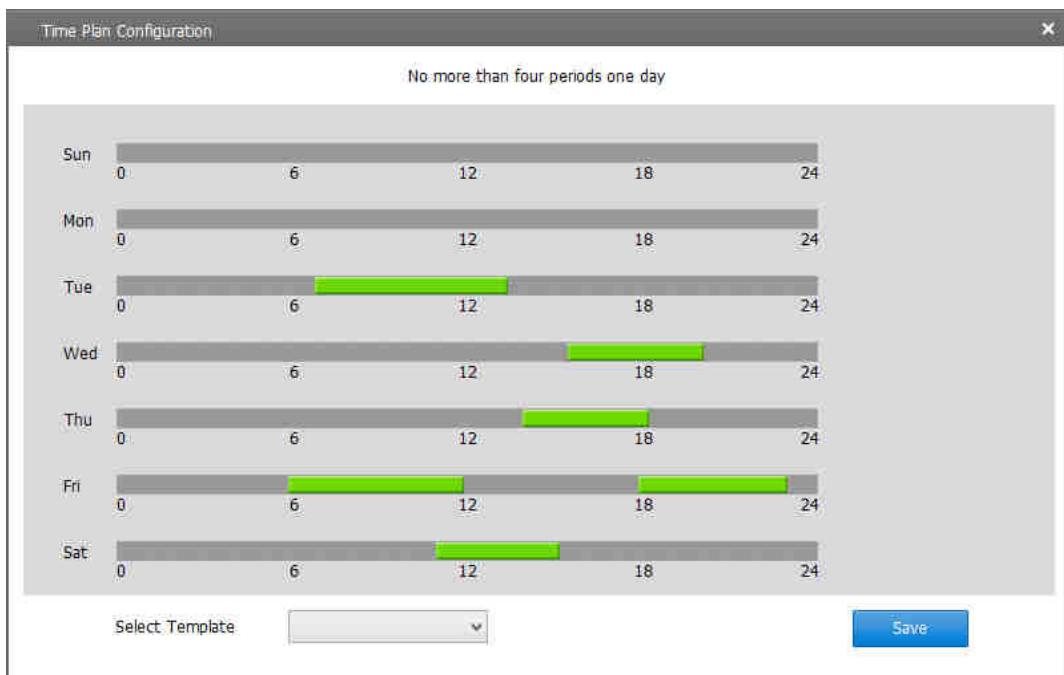 Time Plan Configuration
No more than four periods one day
Sun
0 6 12 18 24
Mon
0 6 12 18 24
Tue
0 6 12 18 24
Wed
0 6 12 18 24
Thu
0 6 12 18 24
Fri
0 6 12 18 24
Sat
0 6 12 18 24
Select Template
Save